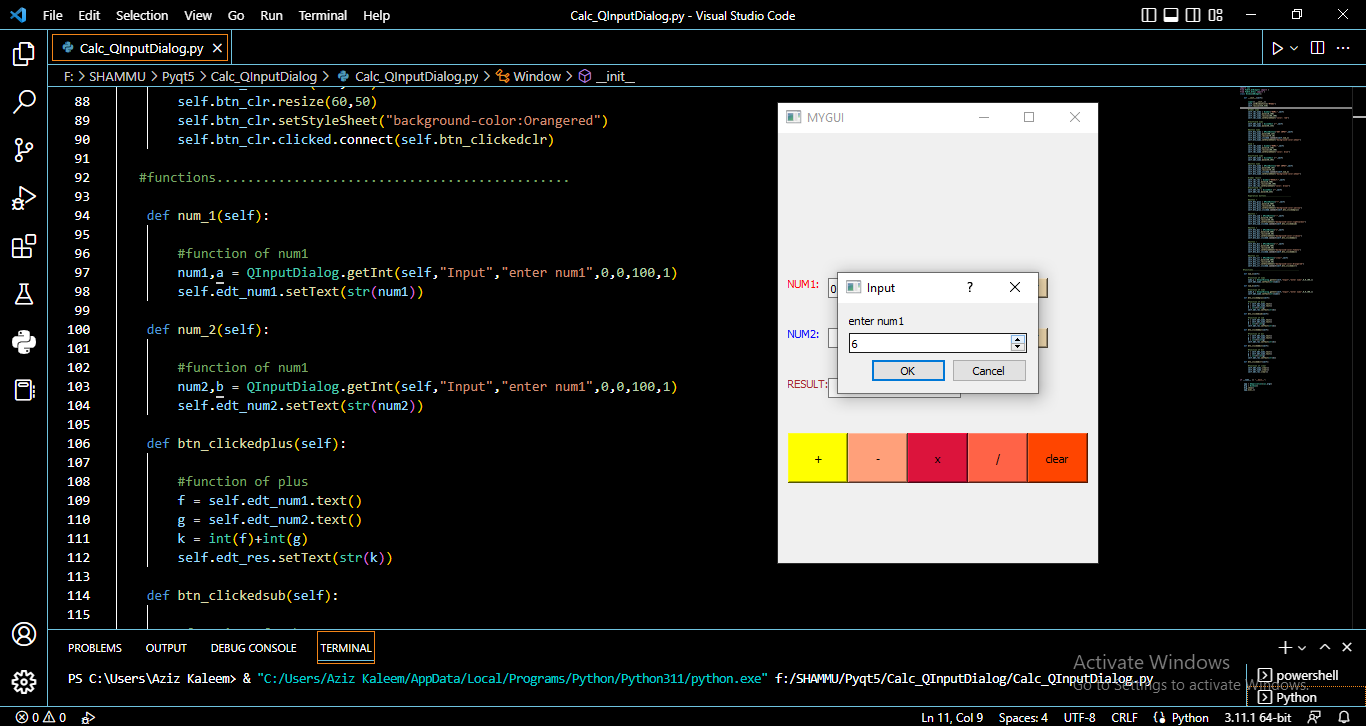 File Edit Selection View Go Run Terminal Help Calc_QInputDialog.py - Visual Studio Code
Calc_QInputDialog.py
F: > SHAMMU > Pyqt5 > Calc_QInputDialog > Calc_QInputDialog.py > Window > __init__
88 self.btn_clr.resize(60,50)
89 self.btn_clr.setStyleSheet("background-color:Orangered")
90 self.btn_clr.clicked.connect(self.btn_clickedclr)
91
92 #functions.............................................
93
94 def num_1(self):
95
96 #function of num1
97 num1,a = QInputDialog.getInt(self,"Input","enter num1",0,0,100,1)
98 self.edt_num1.setText(str(num1))
99
100 def num_2(self):
101
102 #function of num1
103 num2,b = QInputDialog.getInt(self,"Input","enter num1",0,0,100,1)
104 self.edt_num2.setText(str(num2))
105
106 def btn_clickedplus(self):
107
108 #function of plus
109 f = self.edt_num1.text()
110 g = self.edt_num2.text()
111 k = int(f)+int(g)
112 self.edt_res.setText(str(k))
113
114 def btn_clickedsub(self):
115
MYGUI
NUM1: 0
NUM2:
RESULT:
Input ?
enter num1
6
OK Cancel
+ - x / clear
PROBLEMS OUTPUT DEBUG CONSOLE TERMINAL
PS C:\Users\Aziz Kaleem> & "C:/Users/Aziz Kaleem/AppData/Local/Programs/Python/Python311/python.exe" f:/SHAMMU/Pyqt5/Calc_QInputDialog/Calc_QInputDialog.py
powershell
Python
Activate Windows
Go to Settings to activate Windows.
0 0 Ln 11, Col 9 Spaces: 4 UTF-8 CRLF Python 3.11.1 64-bit